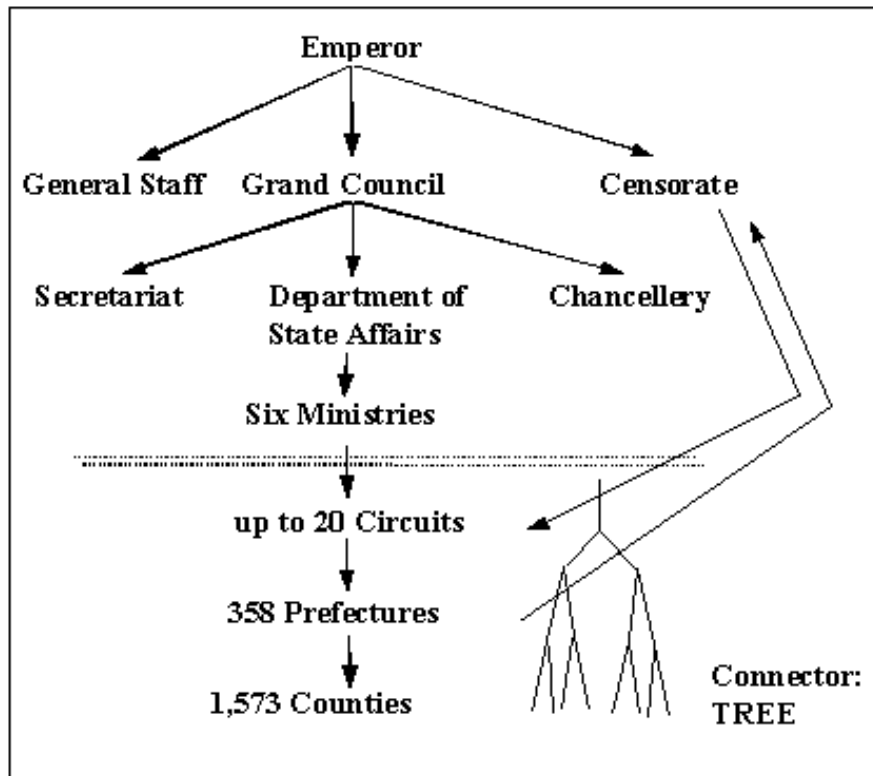 Emperor
General Staff Grand Council Censorate
Secretariat Department of Chancellery
State Affairs
Six Ministries
up to 20 Circuits
358 Prefectures
1,573 Counties
Connector:
TREE